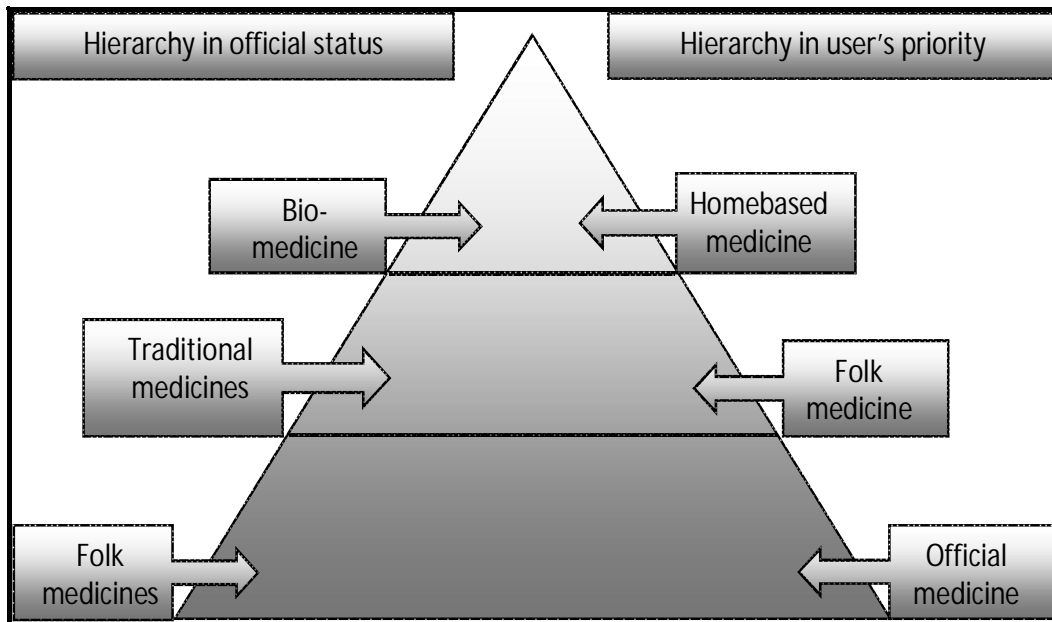 Hierarchy in official status
Hierarchy in user's priority
Bio-
medicine
Homebased
medicine
Traditional
medicines
Folk
medicine
Folk
medicines
Official
medicine